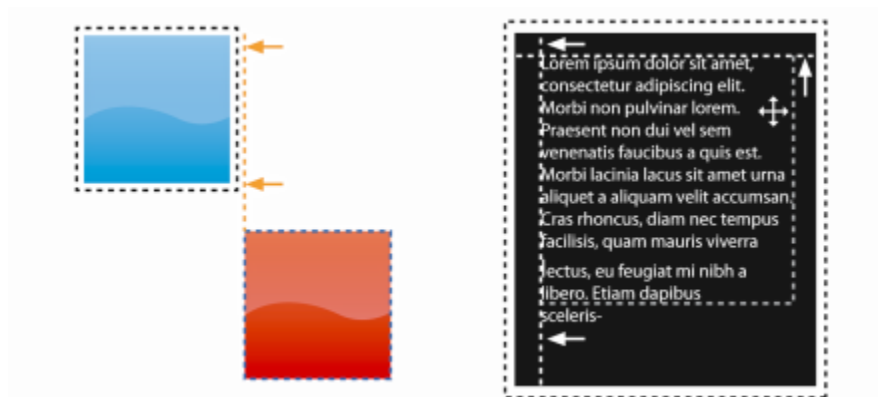 Lorem ipsum dolor sit amet,
consectetur adipiscing elit.
Morbi non pulvinar lorem.
Praesent non dui vel sem
venenatis faucibus a quis est.
Morbi lacinia lacus sit amet urna
aliquet a aliquam velit accumsan.
Cras rhoncus, diam nec tempus
facilisis, quam mauris viverra
lectus, eu feugiat mi nibh a
libero. Etiam dapibus
sceleris-